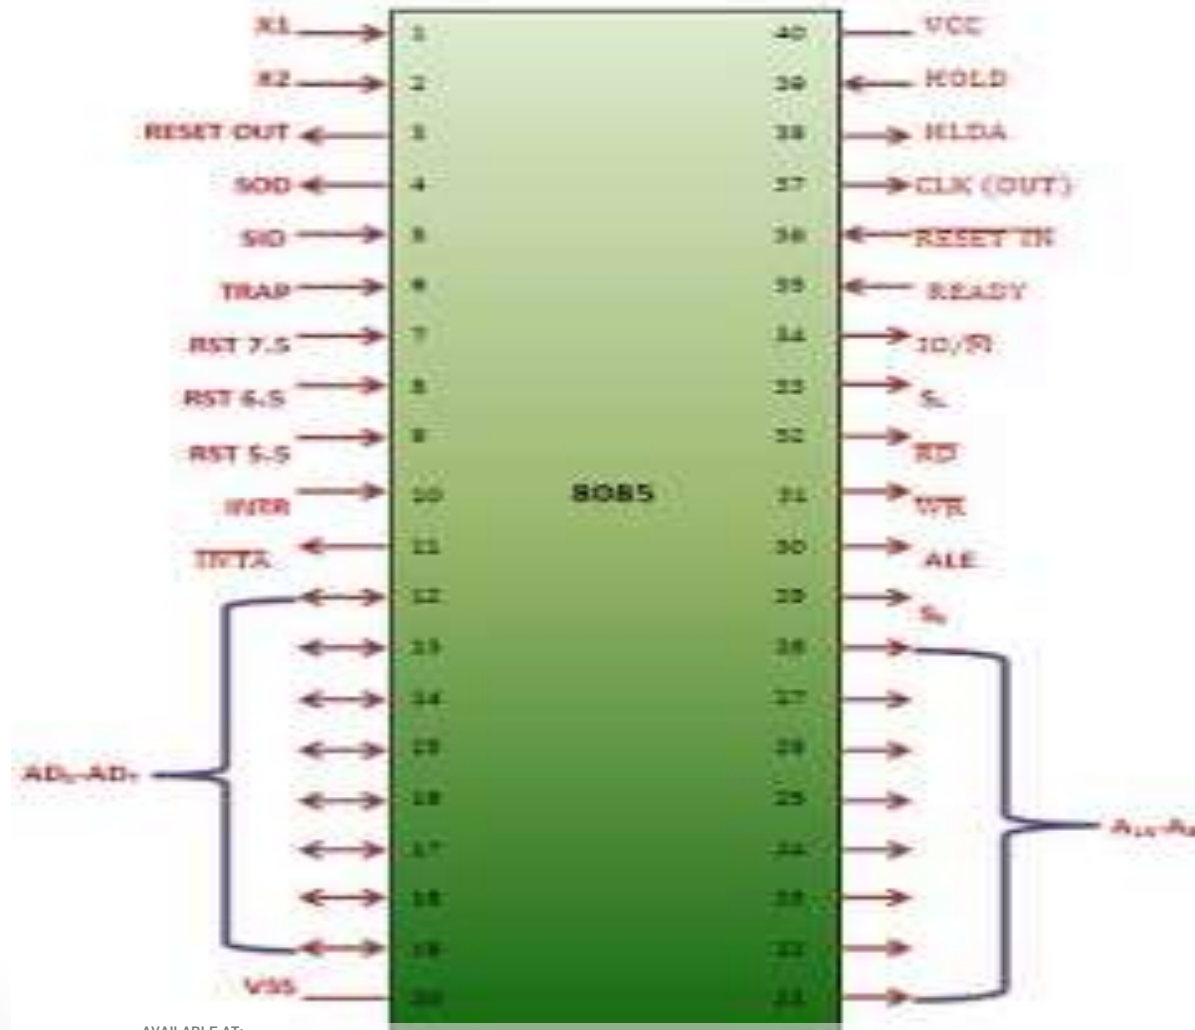 X1 1 40 VCC
X2 2 39 HOLD
RESET OUT 3 38 HLDA
SOD 4 37 CLK (OUT)
SID 5 36 RESET IN
TRAP 6 35 READY
RST 7.5 7 34 IO/M
RST 6.5 8 33 S₁
RST 5.5 9 32 RD
INTR 10 8085 31 WR
INTA 11 30 ALE
12 29 S₀
13 28
14 27
15 26
AD₀-AD₇ 16 25 A₁₅-A₈
17 24
18 23
19 22
VSS 20 21
AVAILABLE AT: